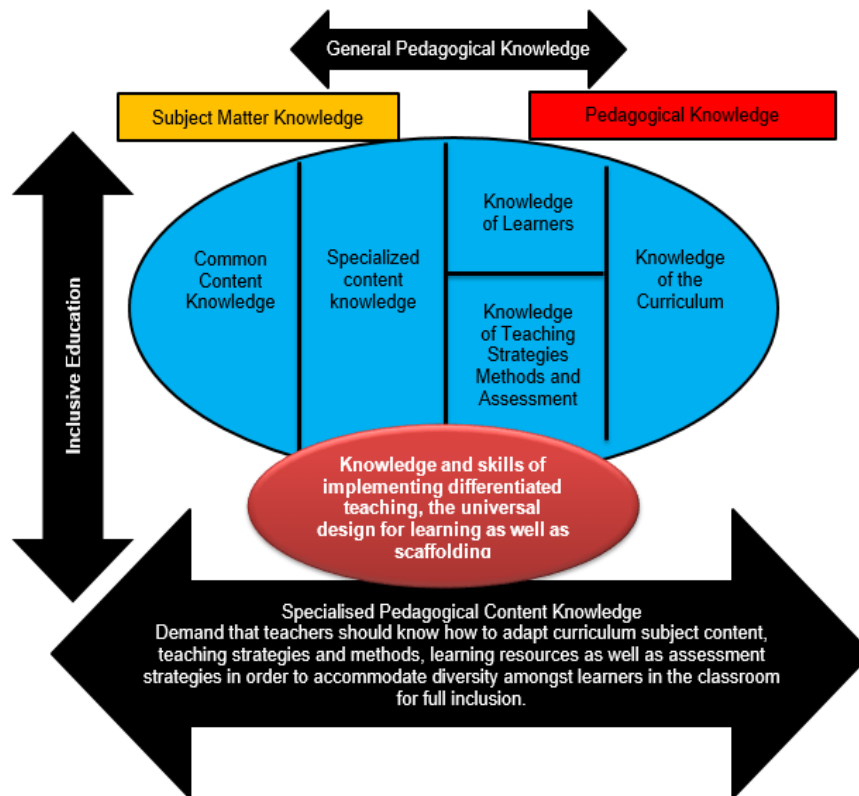 General Pedagogical Knowledge
Subject Matter Knowledge
Pedagogical Knowledge
Inclusive Education
Common
Content
Knowledge
Specialized
content
knowledge
Knowledge
of Learners
Knowledge
of Teaching
Strategies
Methods and
Assessment
Knowledge
of the
Curriculum
Knowledge and skills of
implementing differentiated
teaching, the universal
design for learning as well as
scaffolding
Specialised Pedagogical Content Knowledge
Demand that teachers should know how to adapt curriculum subject content,
teaching strategies and methods, learning resources as well as assessment
strategies in order to accommodate diversity amongst learners in the classroom
for full inclusion.